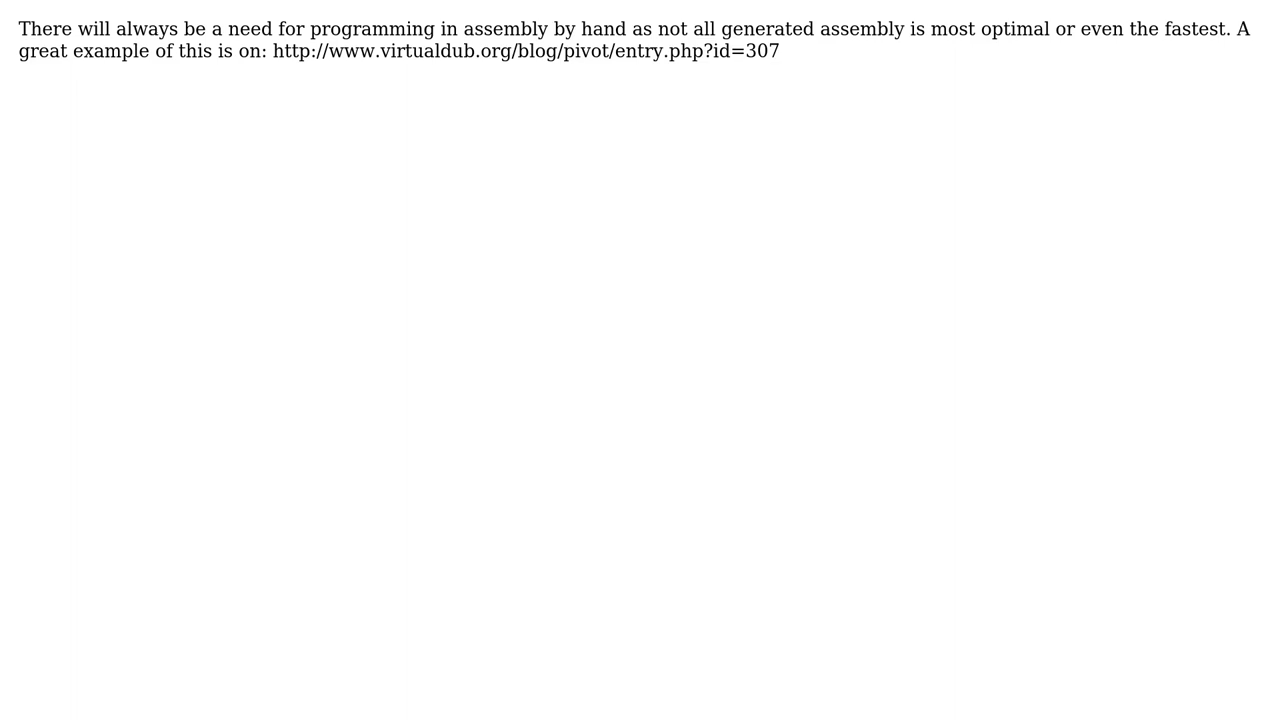 There will always be a need for programming in assembly by hand as not all generated assembly is most optimal or even the fastest. A
great example of this is on: http://www.virtualdub.org/blog/pivot/entry.php?id=307